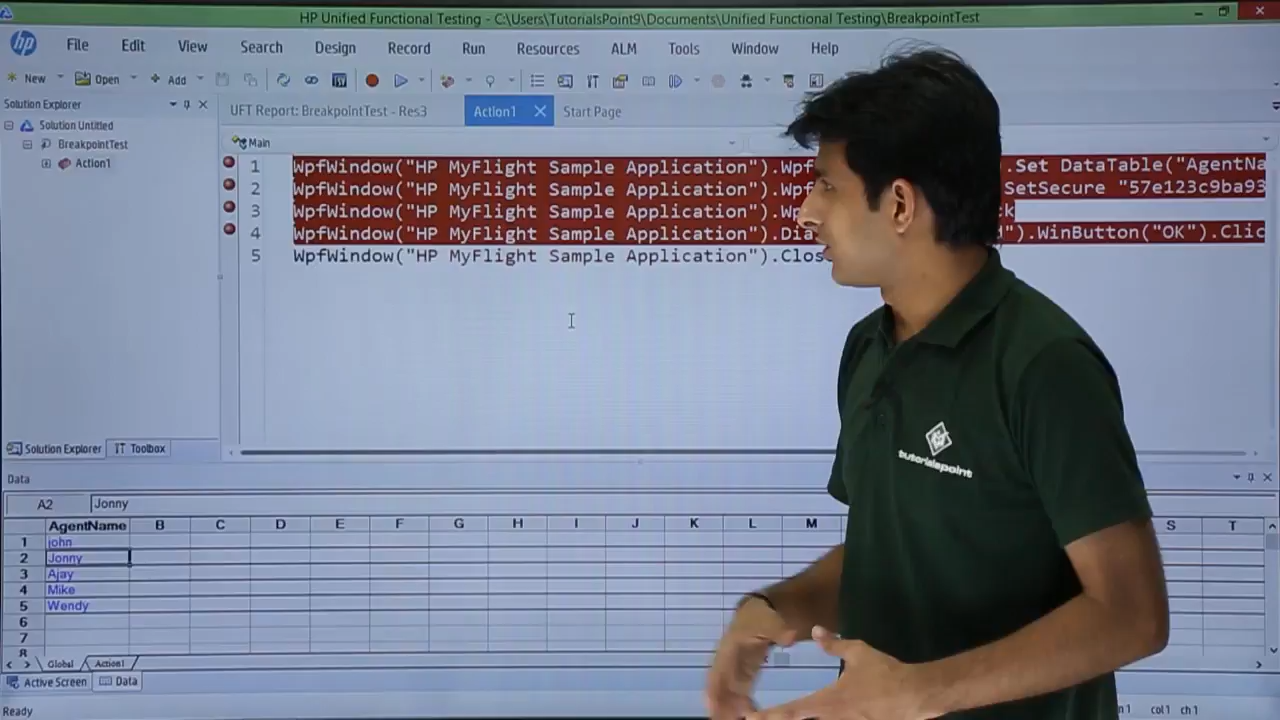 HP Unified Functional Testing - C:\Users\TutorialsPoint9\Documents\Unified Functional Testing\BreakpointTest
hp File Edit View Search Design Record Run Resources ALM Tools Window Help
New Open Add
Solution Explorer
UFT Report: BreakpointTest - Res3 Action1 Start Page
Solution Untitled
BreakpointTest
Action1
Main
1 WpfWindow("HP MyFlight Sample Application").Wpf .Set DataTable("AgentNa
2 WpfWindow("HP MyFlight Sample Application").Wpf SetSecure "57e123c9ba93
3 WpfWindow("HP MyFlight Sample Application").Wp ck
4 WpfWindow("HP MyFlight Sample Application").Dia ").WinButton("OK").Clic
5 WpfWindow("HP MyFlight Sample Application").Clos
Solution Explorer Toolbox
Data
A2 Jonny
AgentName B C D E F G H I J K L M S T
1 john
2 Jonny
3 Ajay
4 Mike
5 Wendy
6
7
8
Global Action1
Active Screen Data
Ready col1 ch1
tutorialspoint